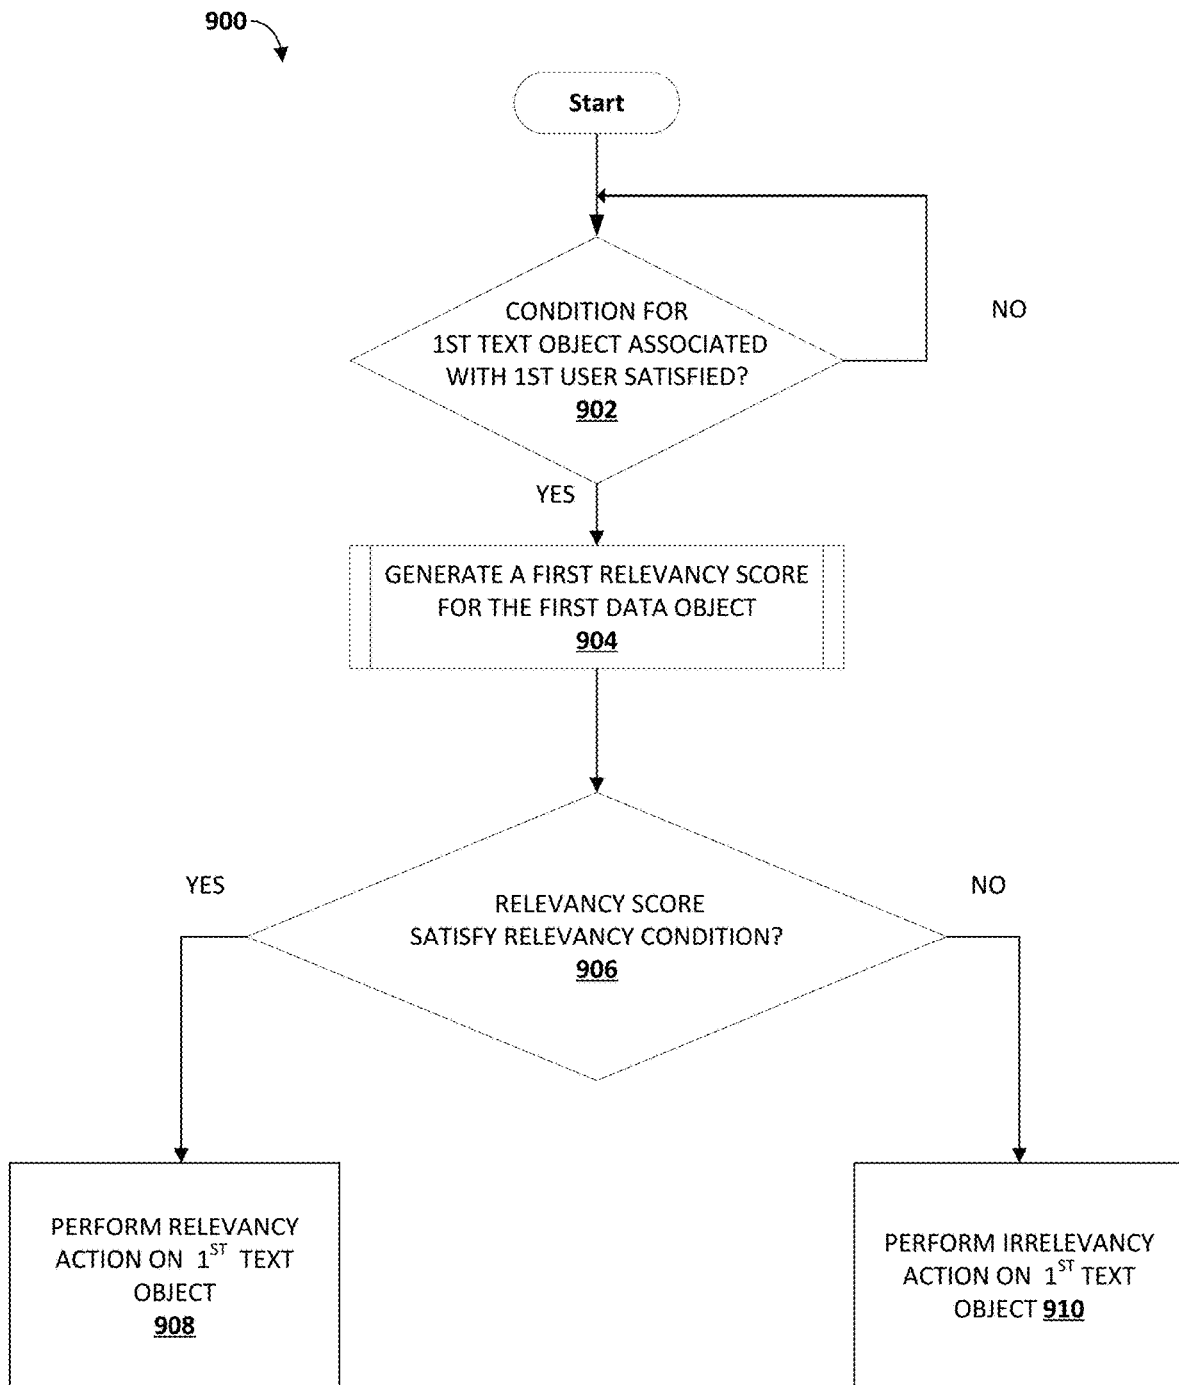 900
Start
CONDITION FOR
1ST TEXT OBJECT ASSOCIATED
WITH 1ST USER SATISFIED?
902
NO
YES
GENERATE A FIRST RELEVANCY SCORE
FOR THE FIRST DATA OBJECT
904
YES
NO
RELEVANCY SCORE
SATISFY RELEVANCY CONDITION?
906
PERFORM RELEVANCY
ACTION ON 1ST TEXT
OBJECT
908
PERFORM IRRELEVANCY
ACTION ON 1ST TEXT
OBJECT 910